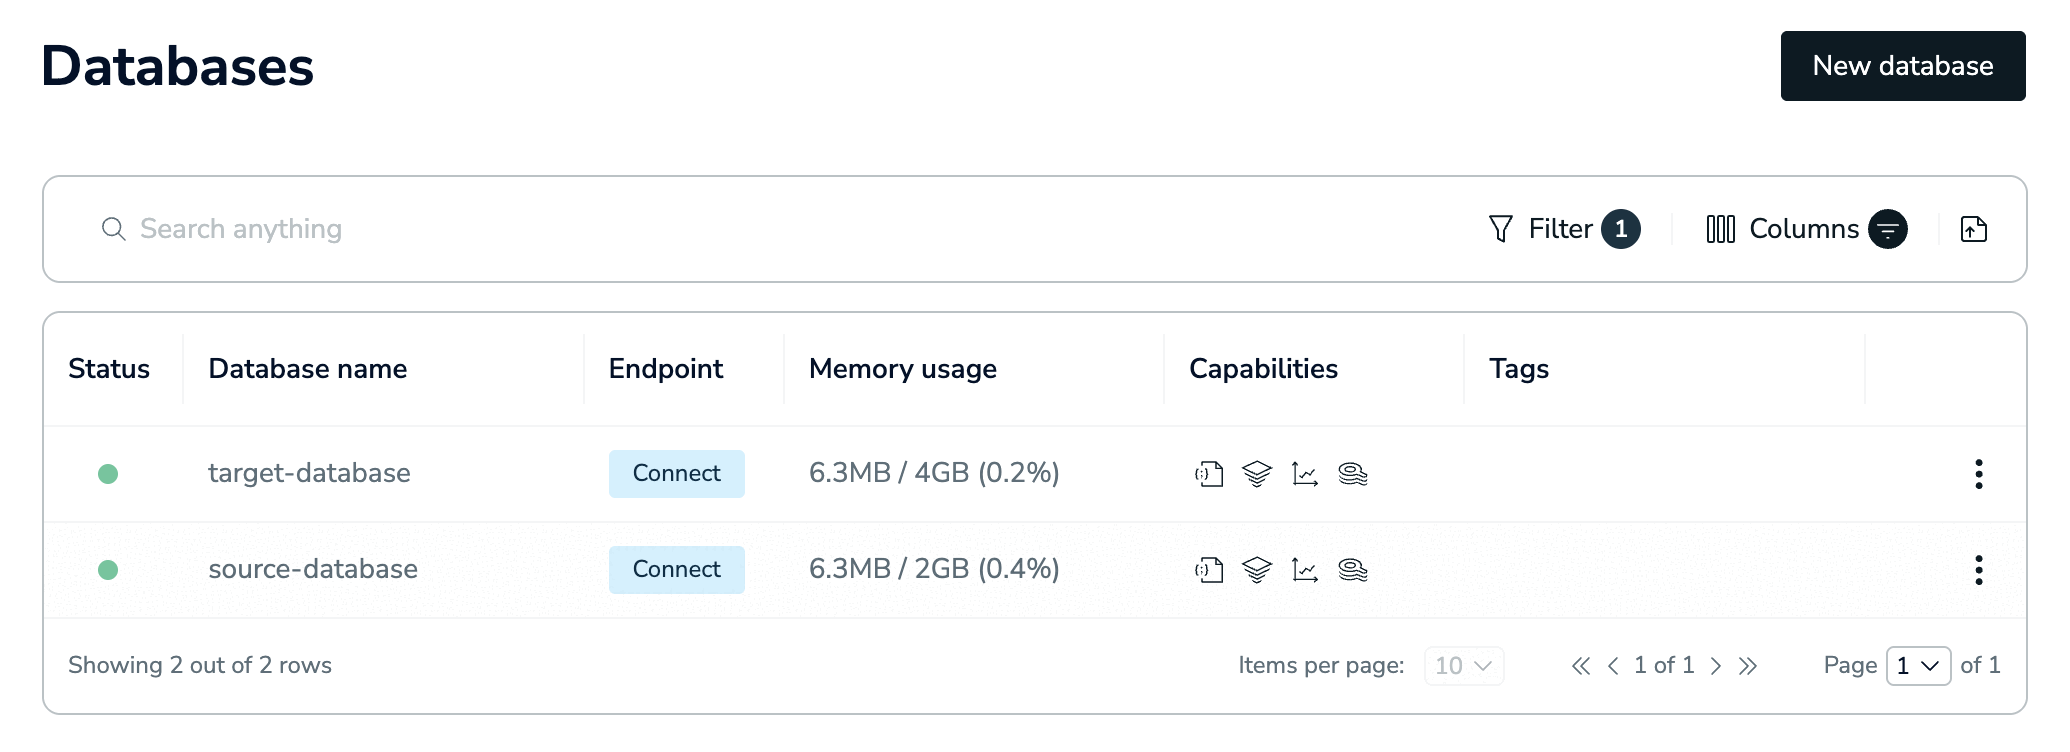 Databases
New database
Search anything
Filter 1
Columns
Status Database name Endpoint Memory usage Capabilities Tags
target-database Connect 6.3MB / 4GB (0.2%)
source-database Connect 6.3MB / 2GB (0.4%)
Showing 2 out of 2 rows Items per page: 10 1 of 1 Page 1 of 1